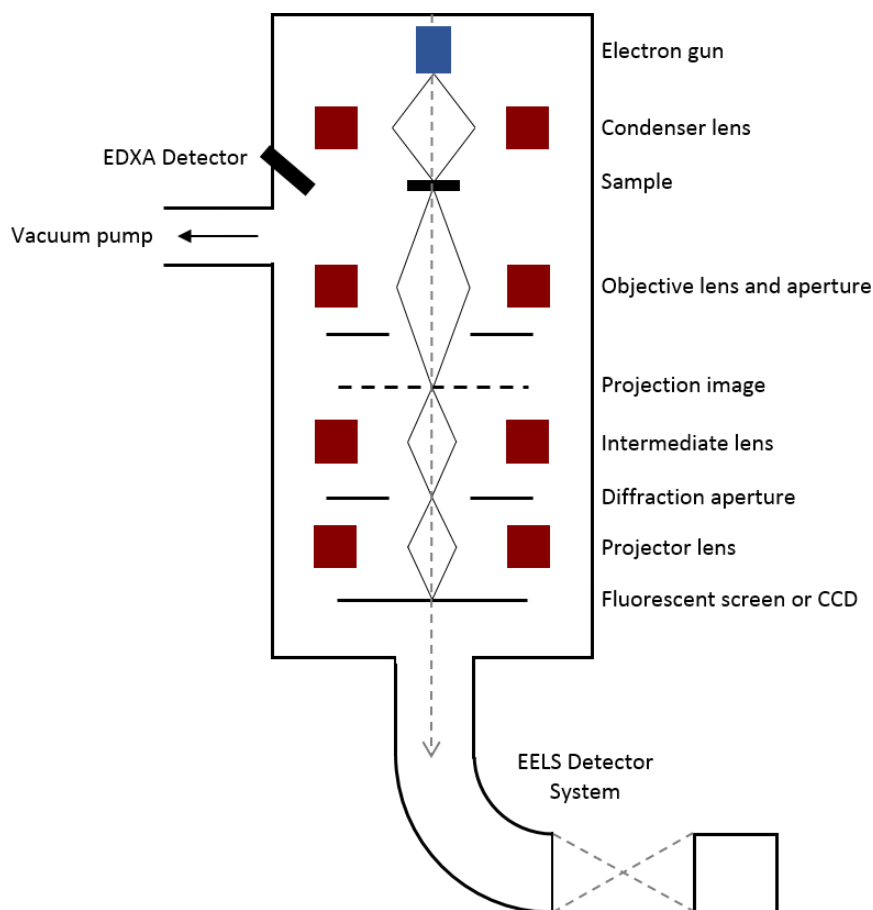 Electron gun
Condenser lens
EDXA Detector
Sample
Vacuum pump
Objective lens and aperture
Projection image
Intermediate lens
Diffraction aperture
Projector lens
Fluorescent screen or CCD
EELS Detector
System